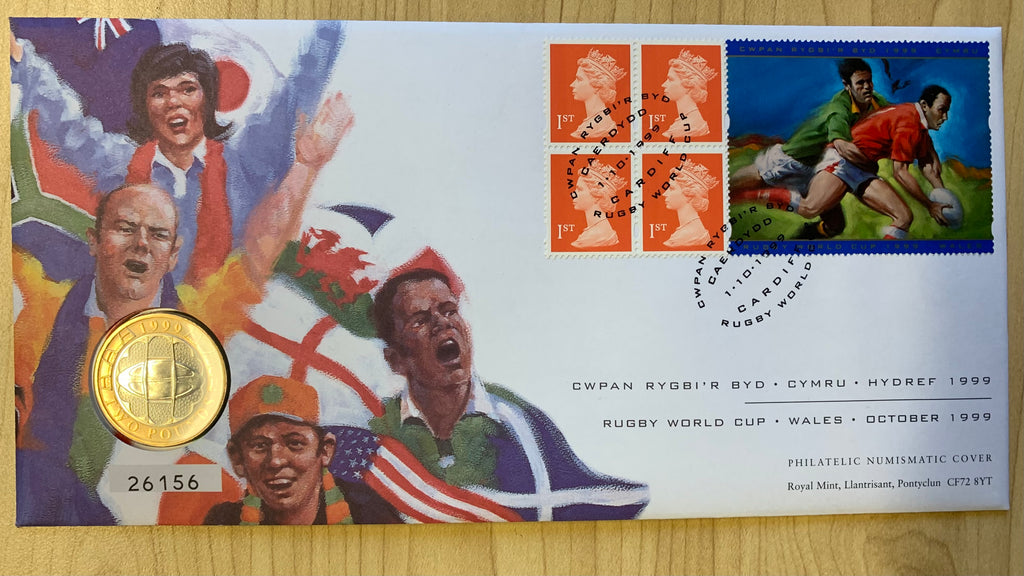 CWPAN RYGBI'R BYD 1999 · CYMRU
1ST
1ST
1ST
1ST
RUGBY WORLD CUP 1999 · WALES
CWPAN RYGBI'R BYD
CAERDYDD
1·10·1999
CARDIFF
RUGBY WORLD CUP
CWPAN RYGBI'R BYD
CAERDYDD
1·10·1999
CARDIFF
RUGBY WORLD
1999
TWO POUNDS
26156
CWPAN RYGBI'R BYD · CYMRU · HYDREF 1999
RUGBY WORLD CUP · WALES · OCTOBER 1999
PHILATELIC NUMISMATIC COVER
Royal Mint, Llantrisant, Pontyclun CF72 8YT